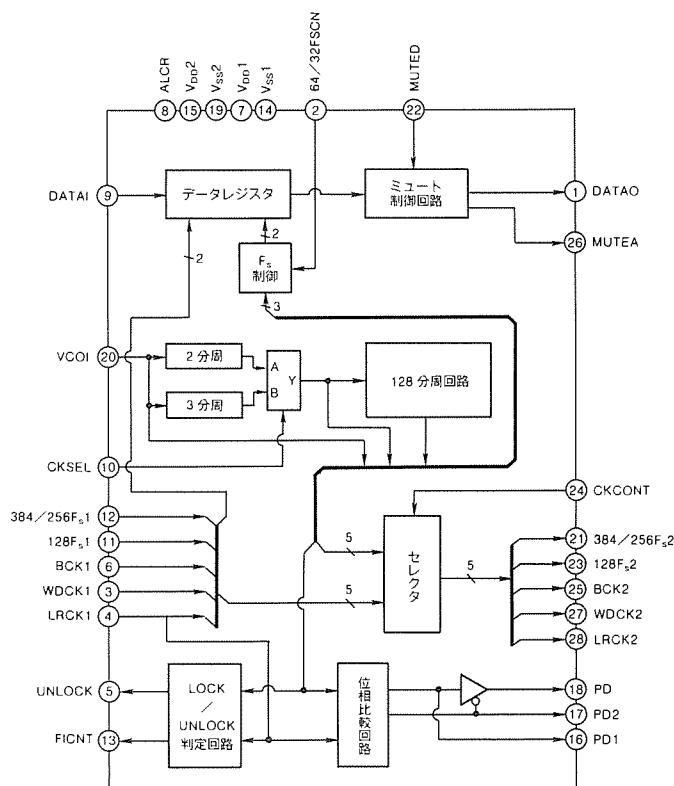 ALCR
VDD2
VSS2
VDD1
VSS1
64/32FSCN
MUTED
8
15
19
7
14
2
22
DATAI
9
データレジスタ
ミュート
制御回路
1
DATAO
26
MUTEA
2
2
Fs
制御
3
VCOI
20
2分周
A
Y
B
3分周
128分周回路
CKSEL
10
24
CKCONT
384/256Fs1
12
128Fs1
11
BCK1
6
WDCK1
3
LRCK1
4
5
5
セレクタ
5
21
384/256Fs2
23
128Fs2
25
BCK2
27
WDCK2
28
LRCK2
UNLOCK
5
FICNT
13
LOCK
/
UNLOCK
判定回路
位相比較回路
18
PD
17
PD2
16
PD1